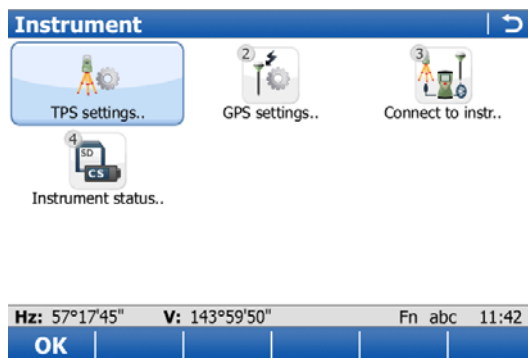 Instrument
2
3
TPS settings..
GPS settings..
Connect to instr..
4
SD
CS
Instrument status..
Hz: 57°17'45" V: 143°59'50" Fn abc 11:42
OK